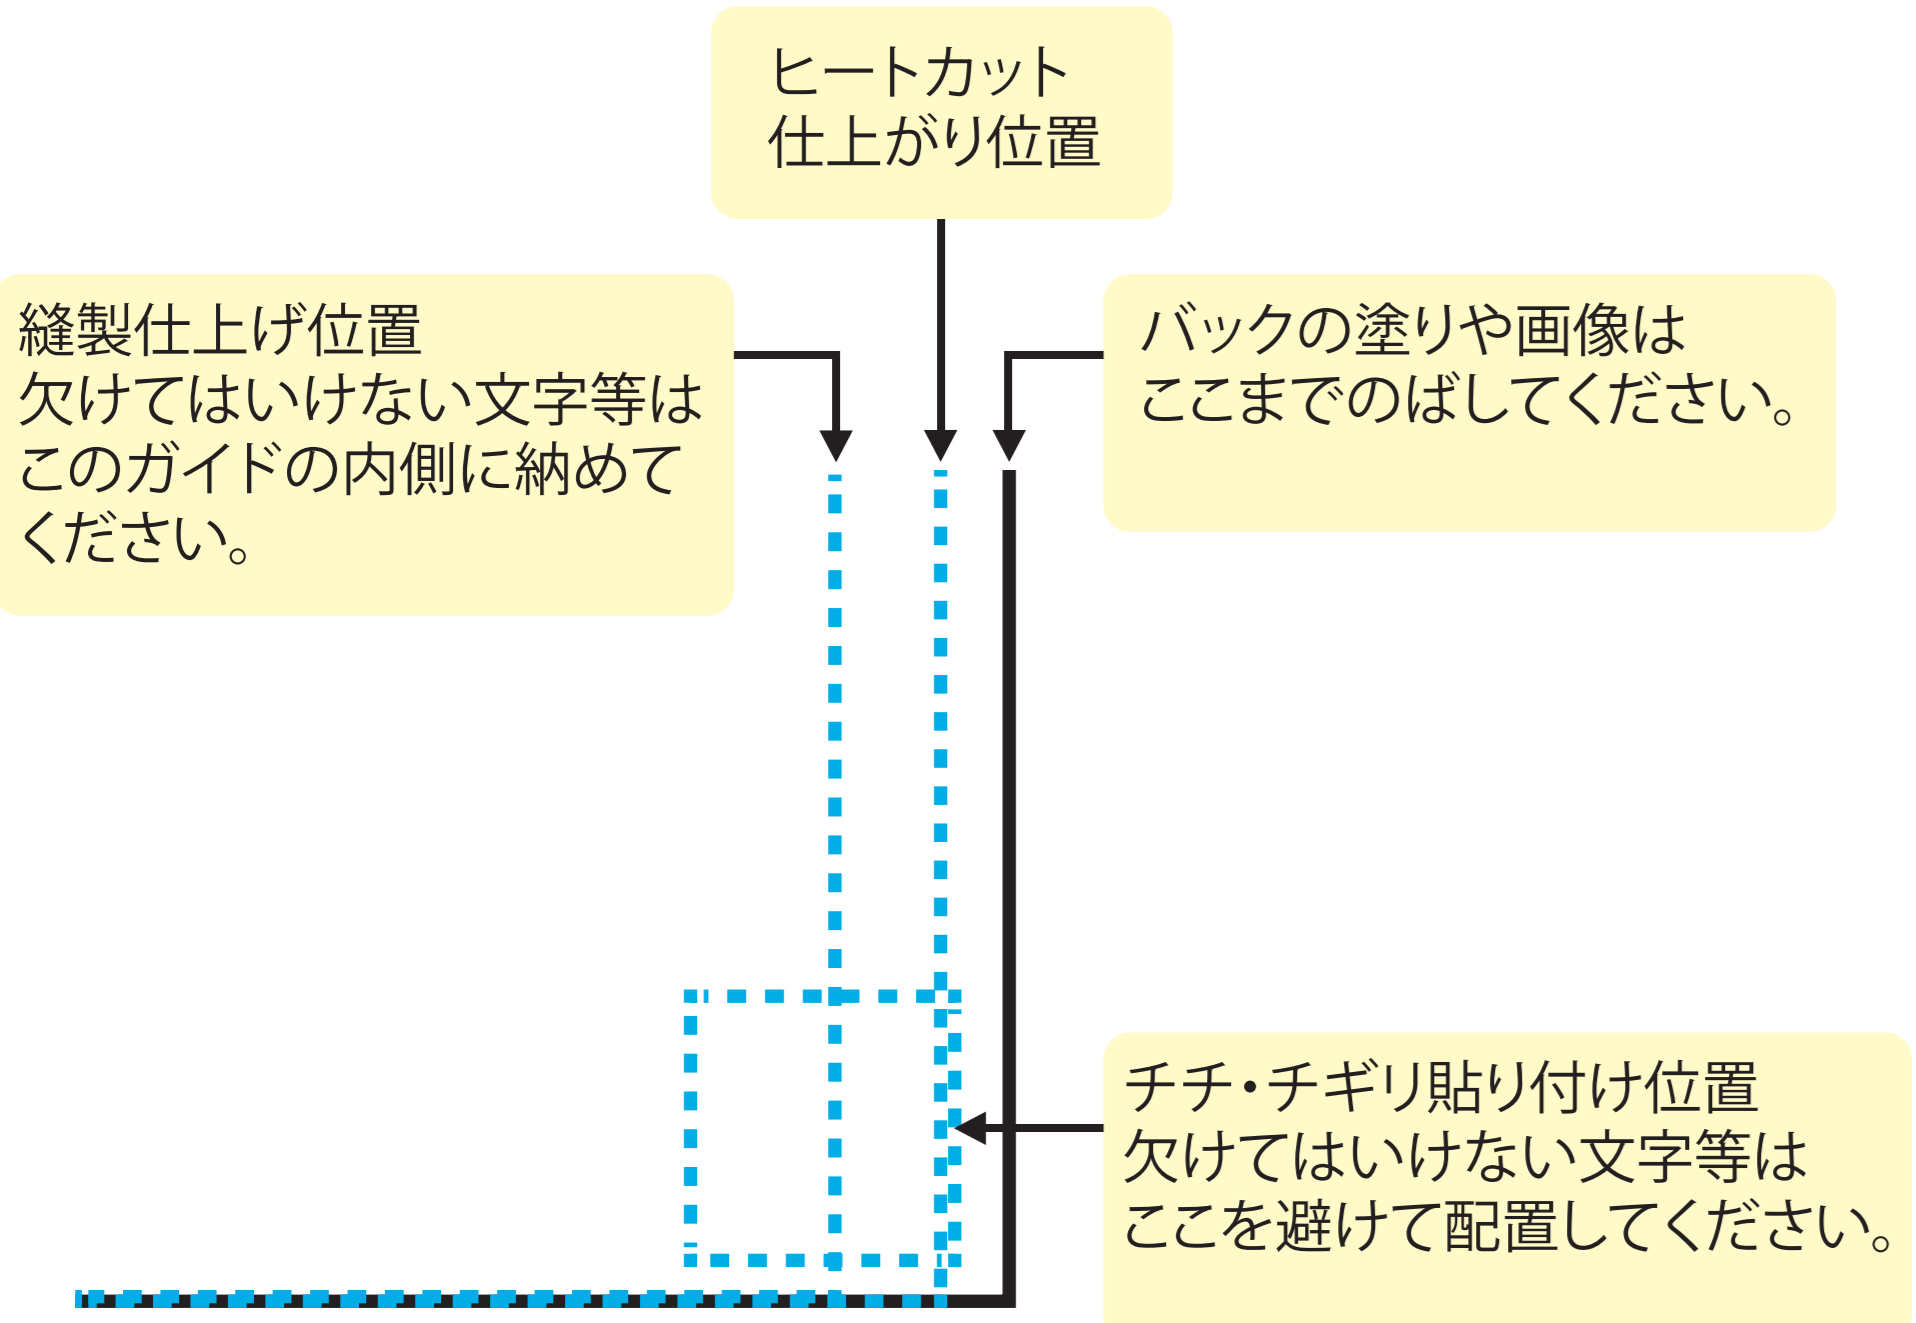 ヒートカット
仕上がり位置
縫製仕上げ位置
欠けてはいけない文字等は
このガイドの内側に納めて
ください。
バックの塗りや画像は
ここまでのばしてください。
チチ・チギリ貼り付け位置
欠けてはいけない文字等は
ここを避けて配置してください。